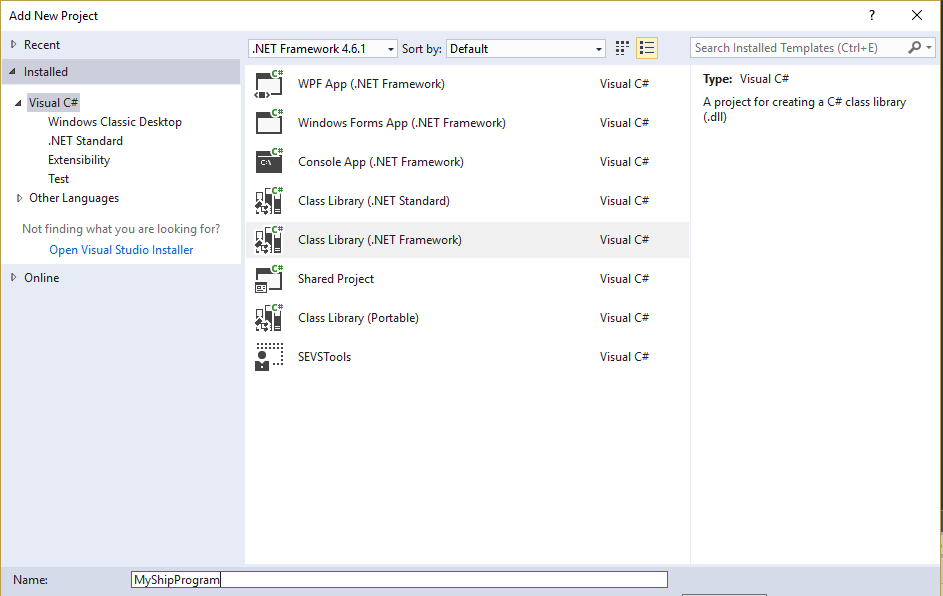 Add New Project
?
Recent
.NET Framework 4.6.1 Sort by: Default
Search Installed Templates (Ctrl+E)
Installed
Visual C#
Windows Classic Desktop
.NET Standard
Extensibility
Test
Other Languages
Not finding what you are looking for?
Open Visual Studio Installer
Online
C# WPF App (.NET Framework) Visual C#
C# Windows Forms App (.NET Framework) Visual C#
C# C:\ Console App (.NET Framework) Visual C#
C# Class Library (.NET Standard) Visual C#
C# Class Library (.NET Framework) Visual C#
C# Shared Project Visual C#
C# Class Library (Portable) Visual C#
SEVSTools Visual C#
Type: Visual C#
A project for creating a C# class library
(.dll)
Name: MyShipProgram